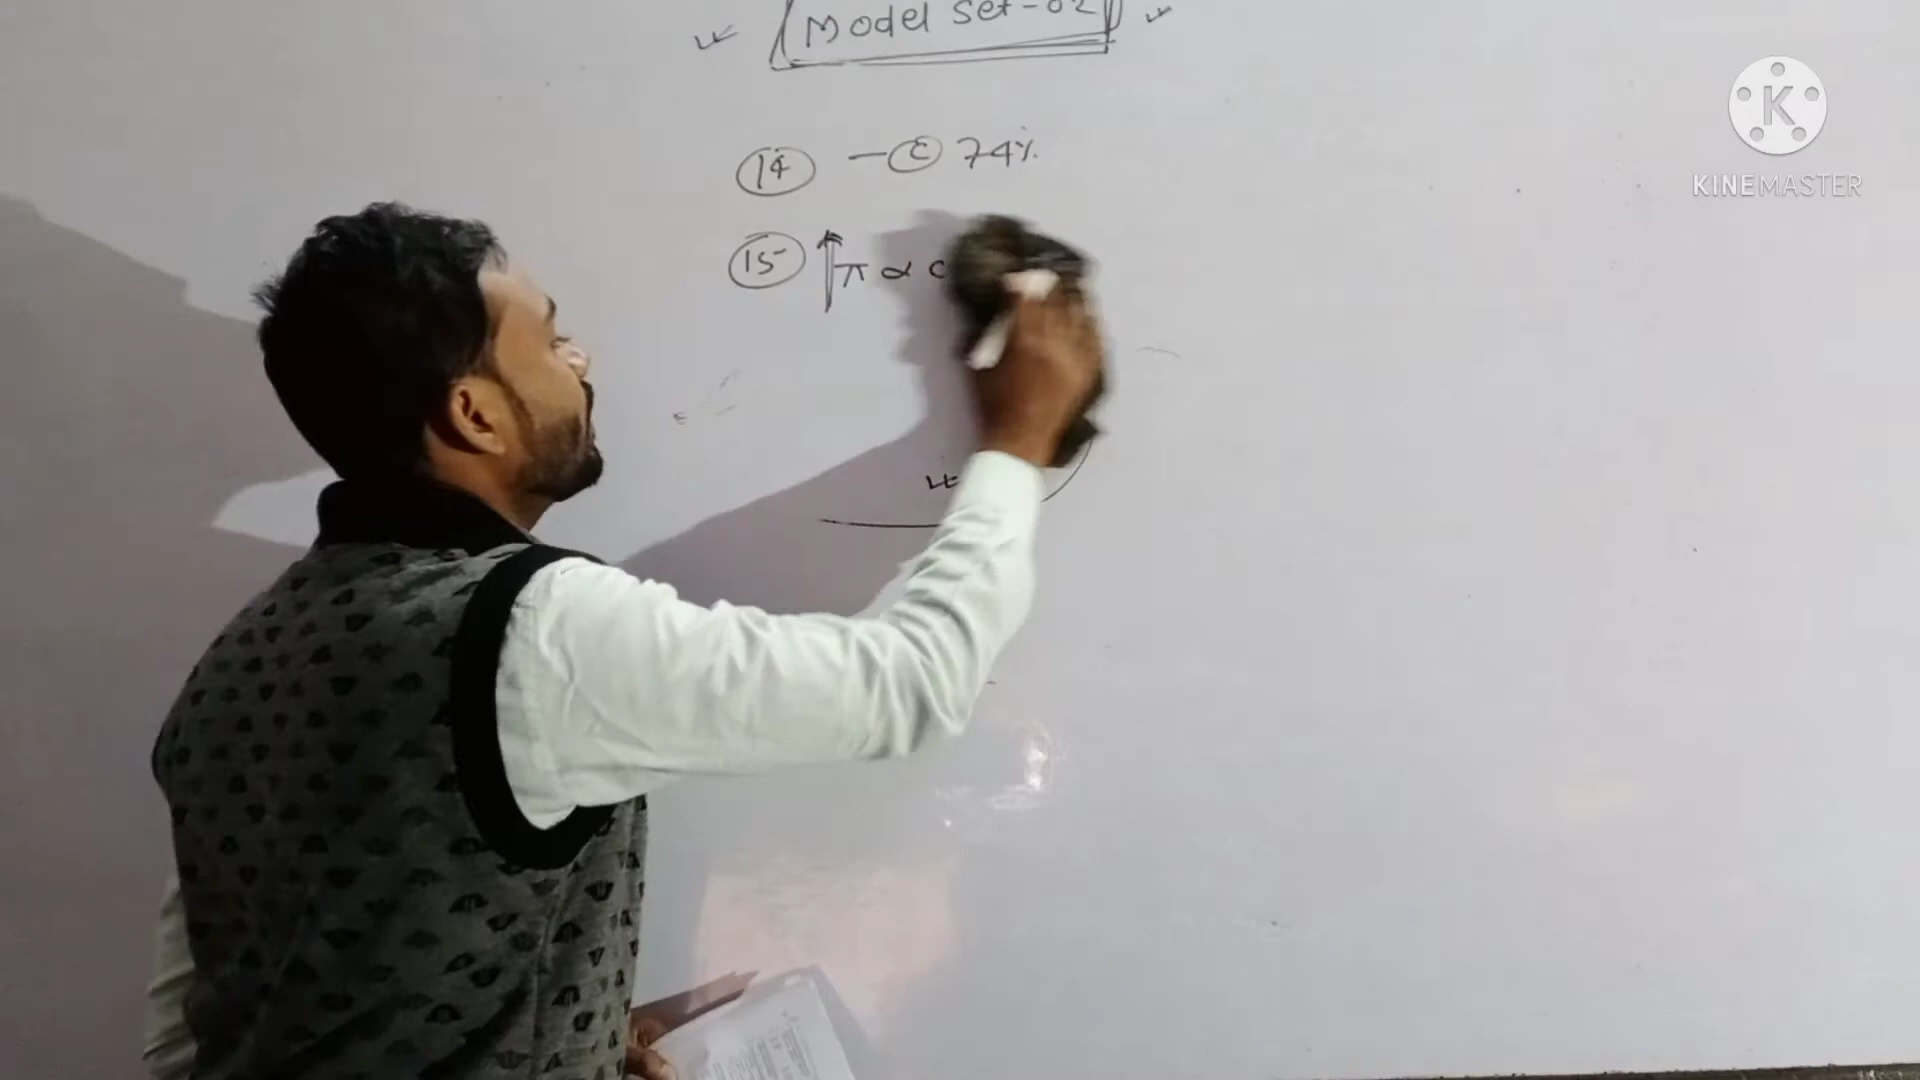 Model Set-02
14 - C 74%.
15 ↑ π α C
K
KINEMASTER